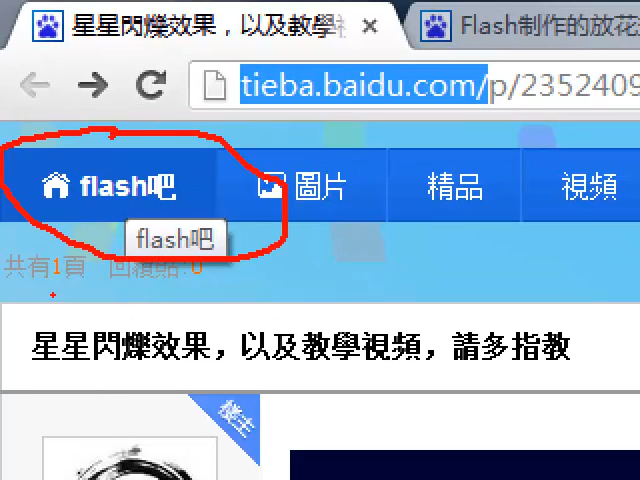 星星閃爍效果，以及教學
Flash制作的放花
tieba.baidu.com/p/2352409
flash吧 圖片 精品 視頻
flash吧
共有1頁 回覆貼:0
星星閃爍效果，以及教學視頻，請多指教
樓主